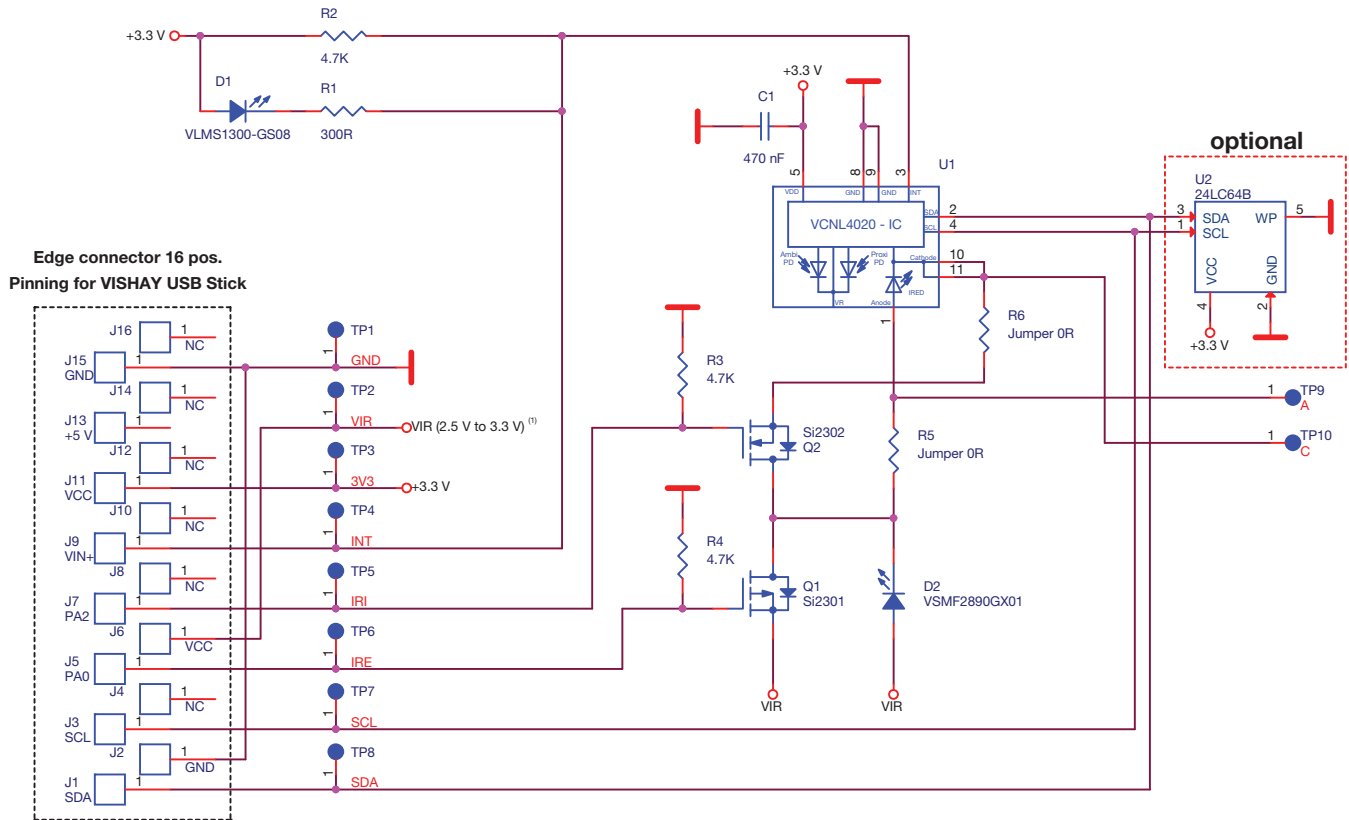 R2
+3.3 V
4.7K
D1
R1
VLMS1300-GS08
300R
+3.3 V
C1
470 nF
U1
5
8
9
3
VDD
GND
GND
INT
VCNL4020 - IC
SDA
2
SCL
4
Ambi
PD
Proxi
PD
Cathode
10
11
IRED
VR
Anode
1
optional
U2
24LC64B
3
SDA
WP
5
1
SCL
VCC
GND
4
2
+3.3 V
Edge connector 16 pos.
Pinning for VISHAY USB Stick
J16
1
NC
J15
GND
1
J14
1
NC
J13
+5 V
1
J12
1
NC
J11
VCC
1
J10
1
NC
J9
VIN+
1
J8
1
NC
J7
PA2
1
J6
1
VCC
J5
PA0
1
J4
1
NC
J3
SCL
1
J2
1
GND
J1
SDA
1
TP1
1
GND
TP2
1
VIR
VIR (2.5 V to 3.3 V) (1)
TP3
1
3V3
+3.3 V
TP4
1
INT
TP5
1
IRI
TP6
1
IRE
TP7
1
SCL
TP8
1
SDA
R3
4.7K
R4
4.7K
Si2302
Q2
Q1
Si2301
R6
Jumper 0R
R5
Jumper 0R
D2
VSMF2890GX01
VIR
VIR
1
TP9
A
1
TP10
C